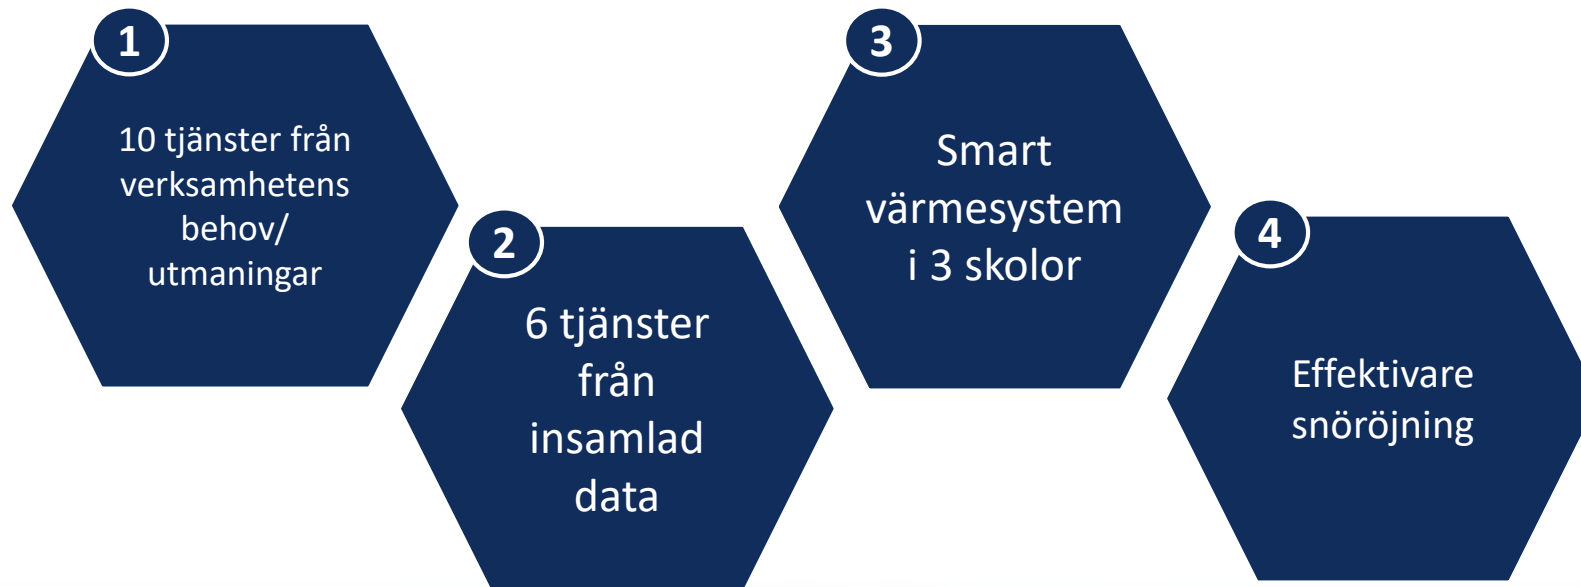 1
10 tjänster från
verksamhetens
behov/
utmaningar
2
6 tjänster
från
insamlad
data
3
Smart
värmesystem
i 3 skolor
4
Effektivare
snöröjning